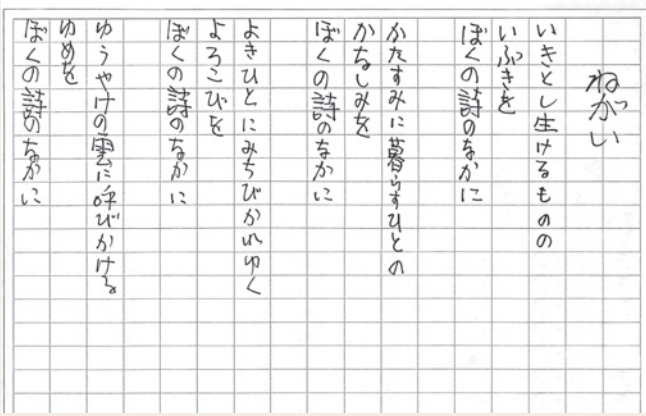 ねがい
いきとし生けるものの
いぶきを
ぼくの詩のなかに
かたすみに暮らすひとの
かなしみを
ぼくの詩のなかに
よきひとにみちびかれゆく
よろこびを
ぼくの詩のなかに
ゆうやけの雲に呼びかける
ゆめを
ぼくの詩のなかに